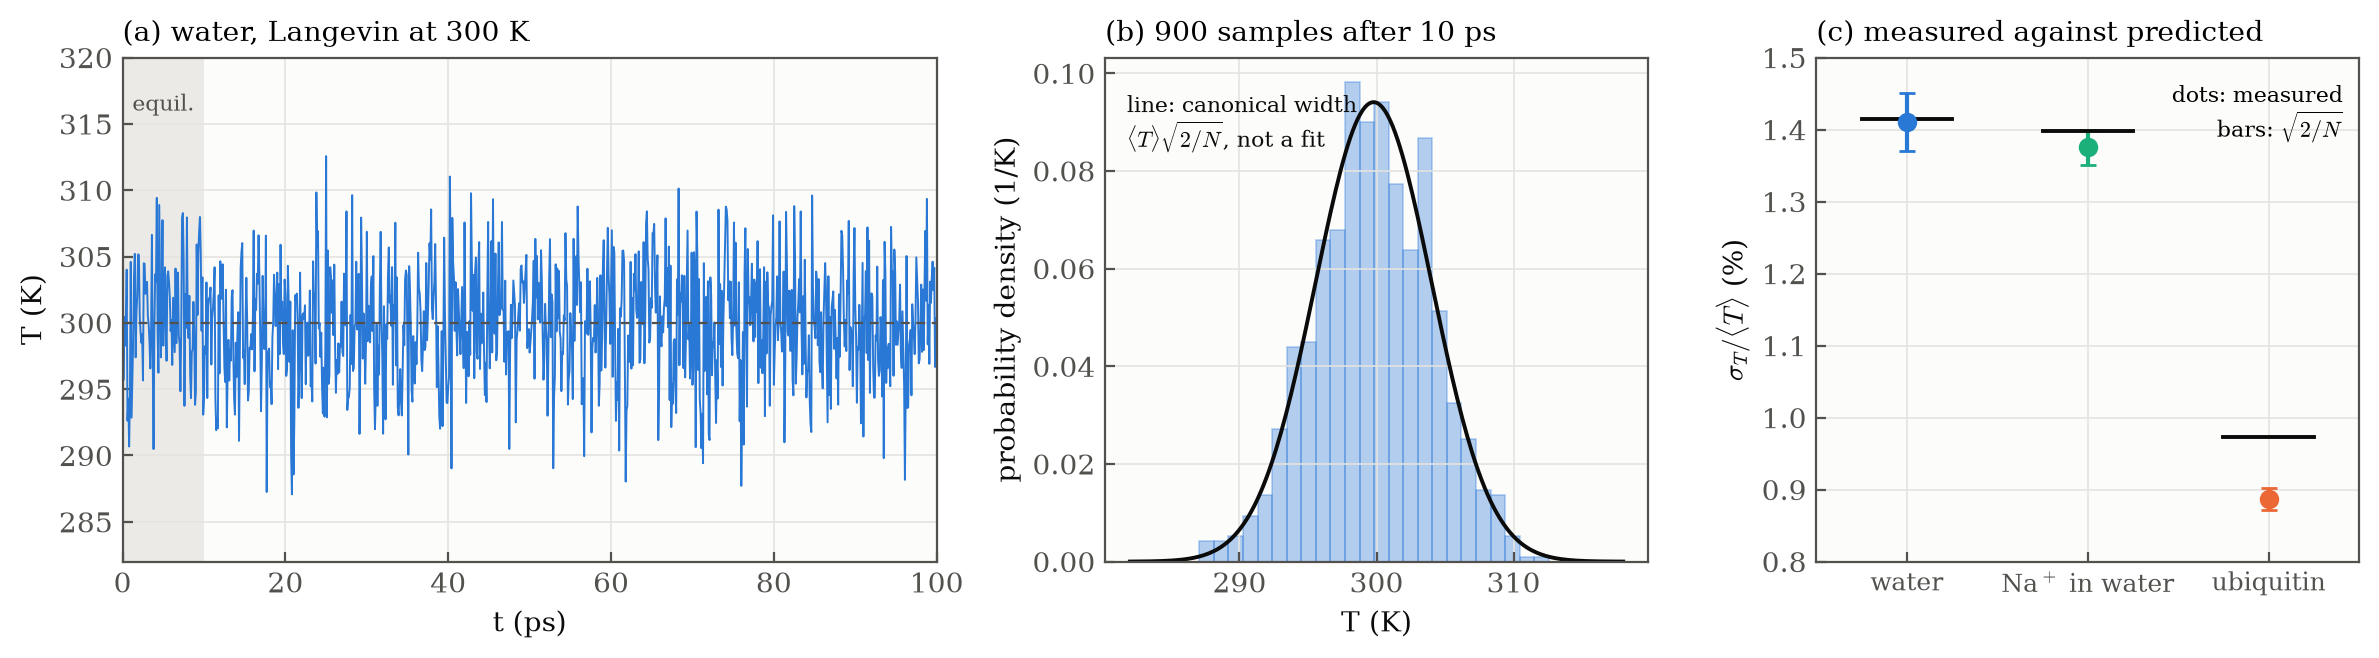 (a) water, Langevin at 300 K
320
315
310
305
300
295
290
285
equil.
T (K)
0 20 40 60 80 100
t (ps)
(b) 900 samples after 10 ps
0.10
0.08
0.06
0.04
0.02
0.00
line: canonical width
⟨T⟩√2/N, not a fit
probability density (1/K)
290 300 310
T (K)
(c) measured against predicted
1.5
1.4
1.3
1.2
1.1
1.0
0.9
0.8
dots: measured
bars: √2/N
σT/⟨T⟩ (%)
water Na⁺ in water ubiquitin